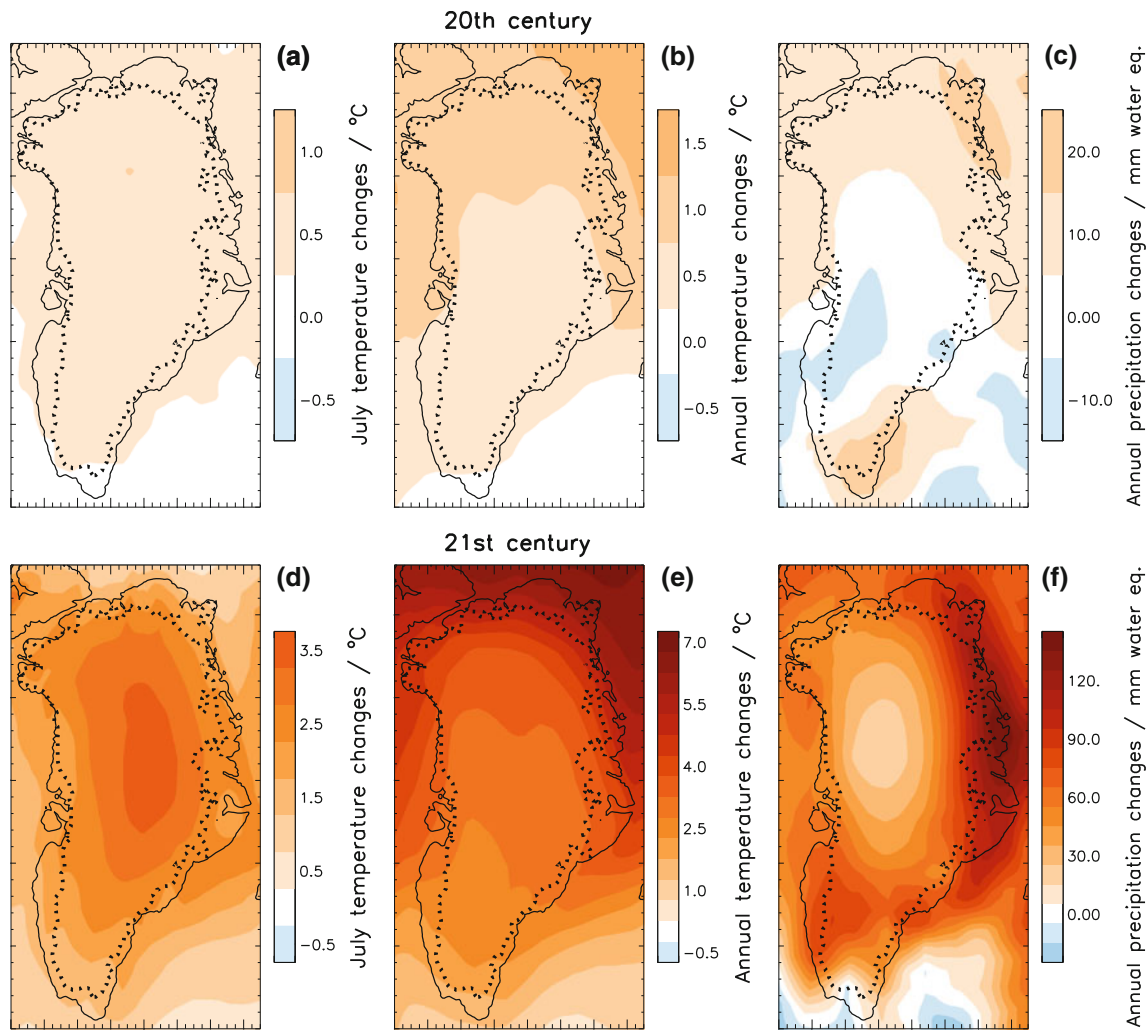 20th century
(a)
1.0
0.5
0.0
−0.5
July temperature changes / °C
(b)
1.5
1.0
0.5
0.0
−0.5
Annual temperature changes / °C
(c)
20.0
10.0
0.00
−10.0
Annual precipitation changes / mm water eq.
21st century
(d)
3.5
2.5
1.5
0.5
−0.5
July temperature changes / °C
(e)
7.0
5.5
4.0
2.5
1.0
−0.5
Annual temperature changes / °C
(f)
120.
90.0
60.0
30.0
0.00
Annual precipitation changes / mm water eq.